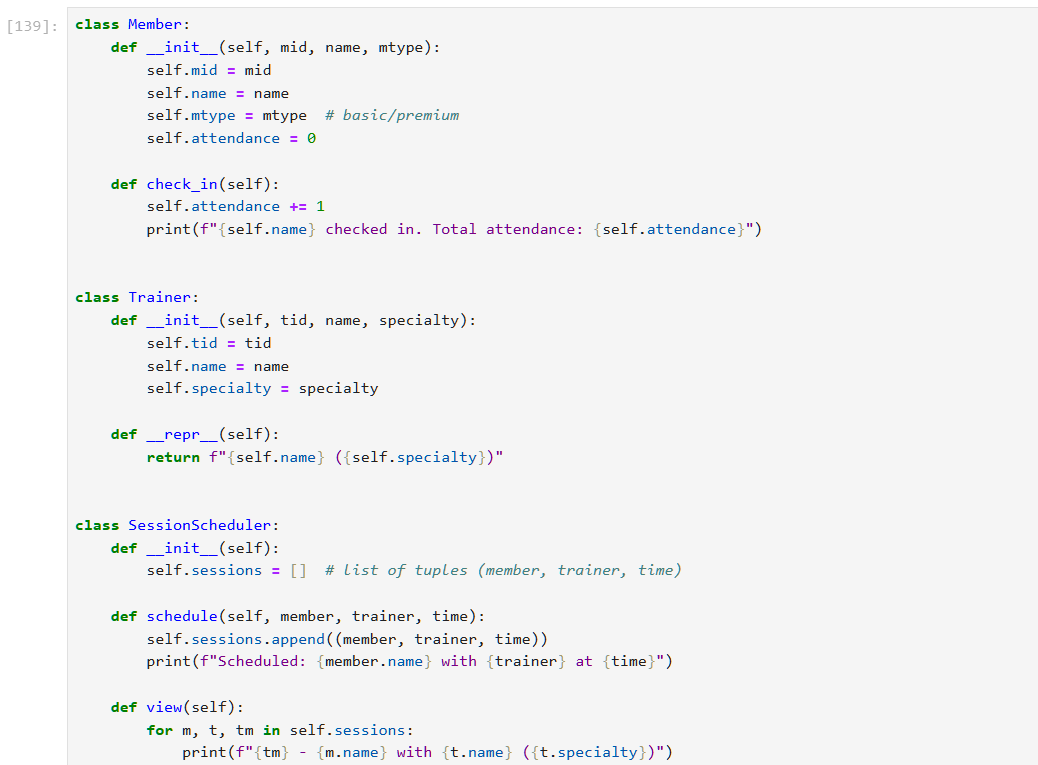 [139]:
class Member:
    def __init__(self, mid, name, mtype):
        self.mid = mid
        self.name = name
        self.mtype = mtype  # basic/premium
        self.attendance = 0

    def check_in(self):
        self.attendance += 1
        print(f"{self.name} checked in. Total attendance: {self.attendance}")


class Trainer:
    def __init__(self, tid, name, specialty):
        self.tid = tid
        self.name = name
        self.specialty = specialty

    def __repr__(self):
        return f"{self.name} ({self.specialty})"


class SessionScheduler:
    def __init__(self):
        self.sessions = []  # list of tuples (member, trainer, time)

    def schedule(self, member, trainer, time):
        self.sessions.append((member, trainer, time))
        print(f"Scheduled: {member.name} with {trainer} at {time}")

    def view(self):
        for m, t, tm in self.sessions:
            print(f"{tm} - {m.name} with {t.name} ({t.specialty})")